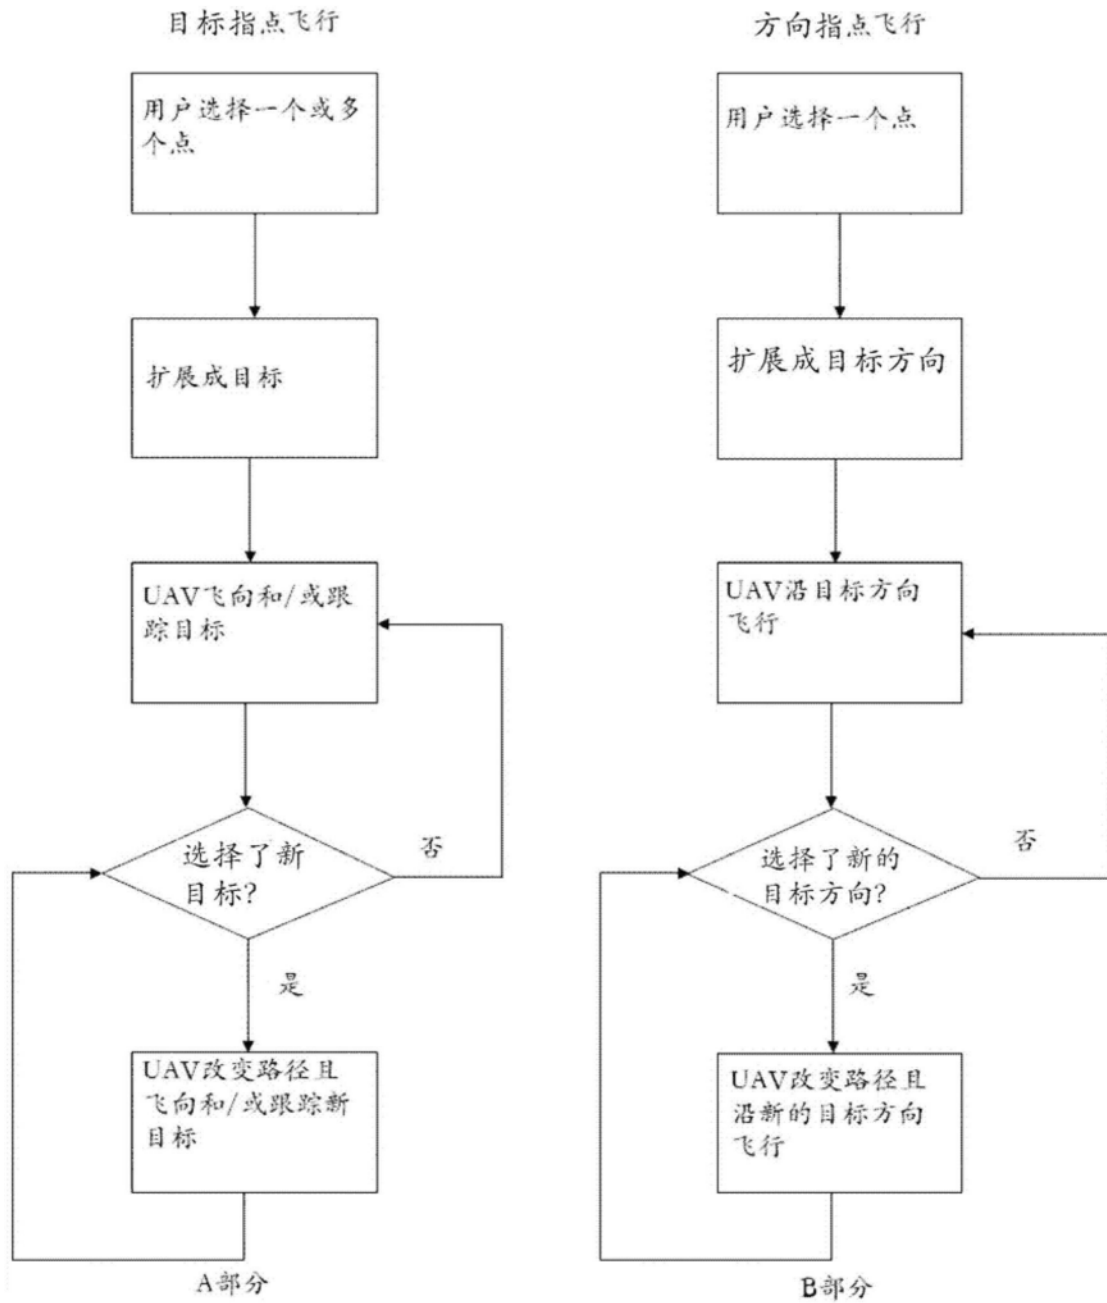 目标指点飞行
用户选择一个或多
个点
扩展成目标
UAV飞向和/或跟
踪目标
选择了新
目标?
否
是
UAV改变路径且
飞向和/或跟踪新
目标
A部分
方向指点飞行
用户选择一个点
扩展成目标方向
UAV沿目标方向
飞行
选择了新的
目标方向?
否
是
UAV改变路径且
沿新的目标方向
飞行
B部分